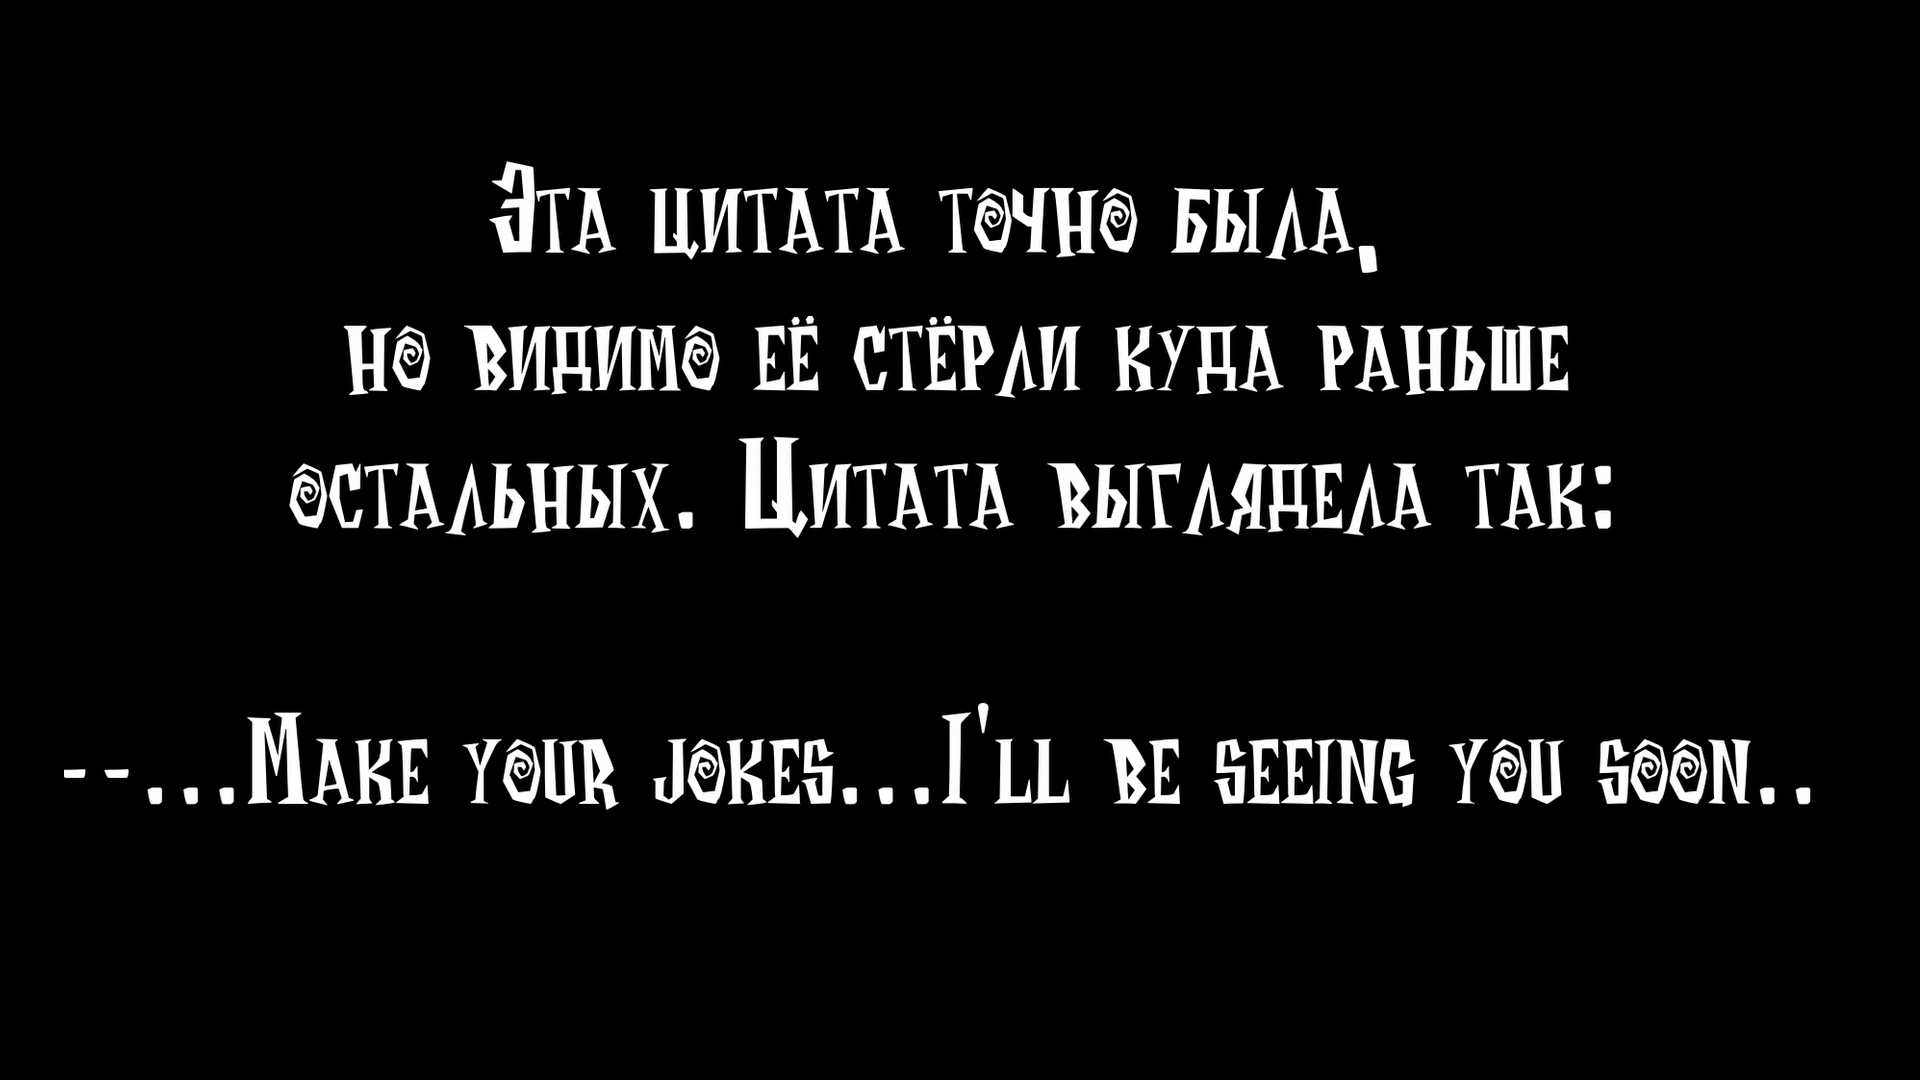 Эта цитата точно была,
но видимо её стёрли куда раньше
остальных. Цитата выглядела так:
--...Make your jokes...I'll be seeing you soon..